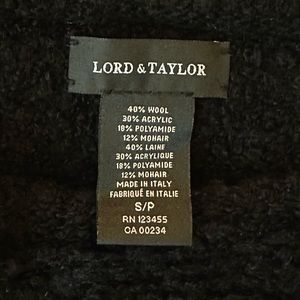 LORD & TAYLOR
40% WOOL
30% ACRYLIC
18% POLYAMIDE
12% MOHAIR
40% LAINE
30% ACRYLIQUE
18% POLYAMIDE
12% MOHAIR
MADE IN ITALY
FABRIQUÉ EN ITALIE
S/P
RN 123455
CA 00234